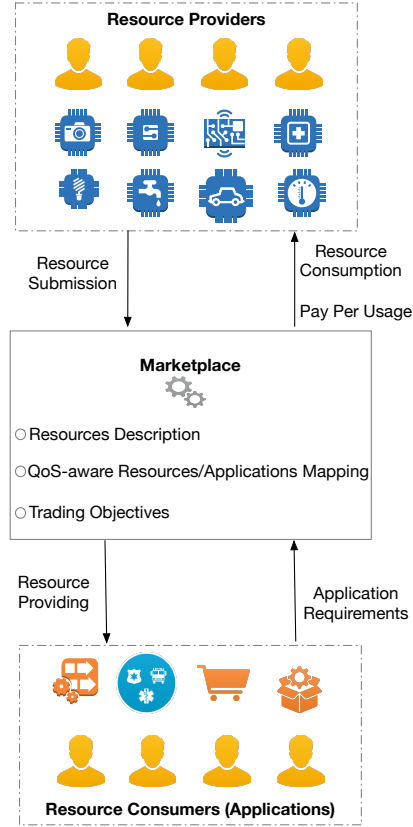 Resource Providers
Resource
Submission
Resource
Consumption
Pay Per Usage
Marketplace
Resources Description
QoS-aware Resources/Applications Mapping
Trading Objectives
Resource
Providing
Application
Requirements
Resource Consumers (Applications)